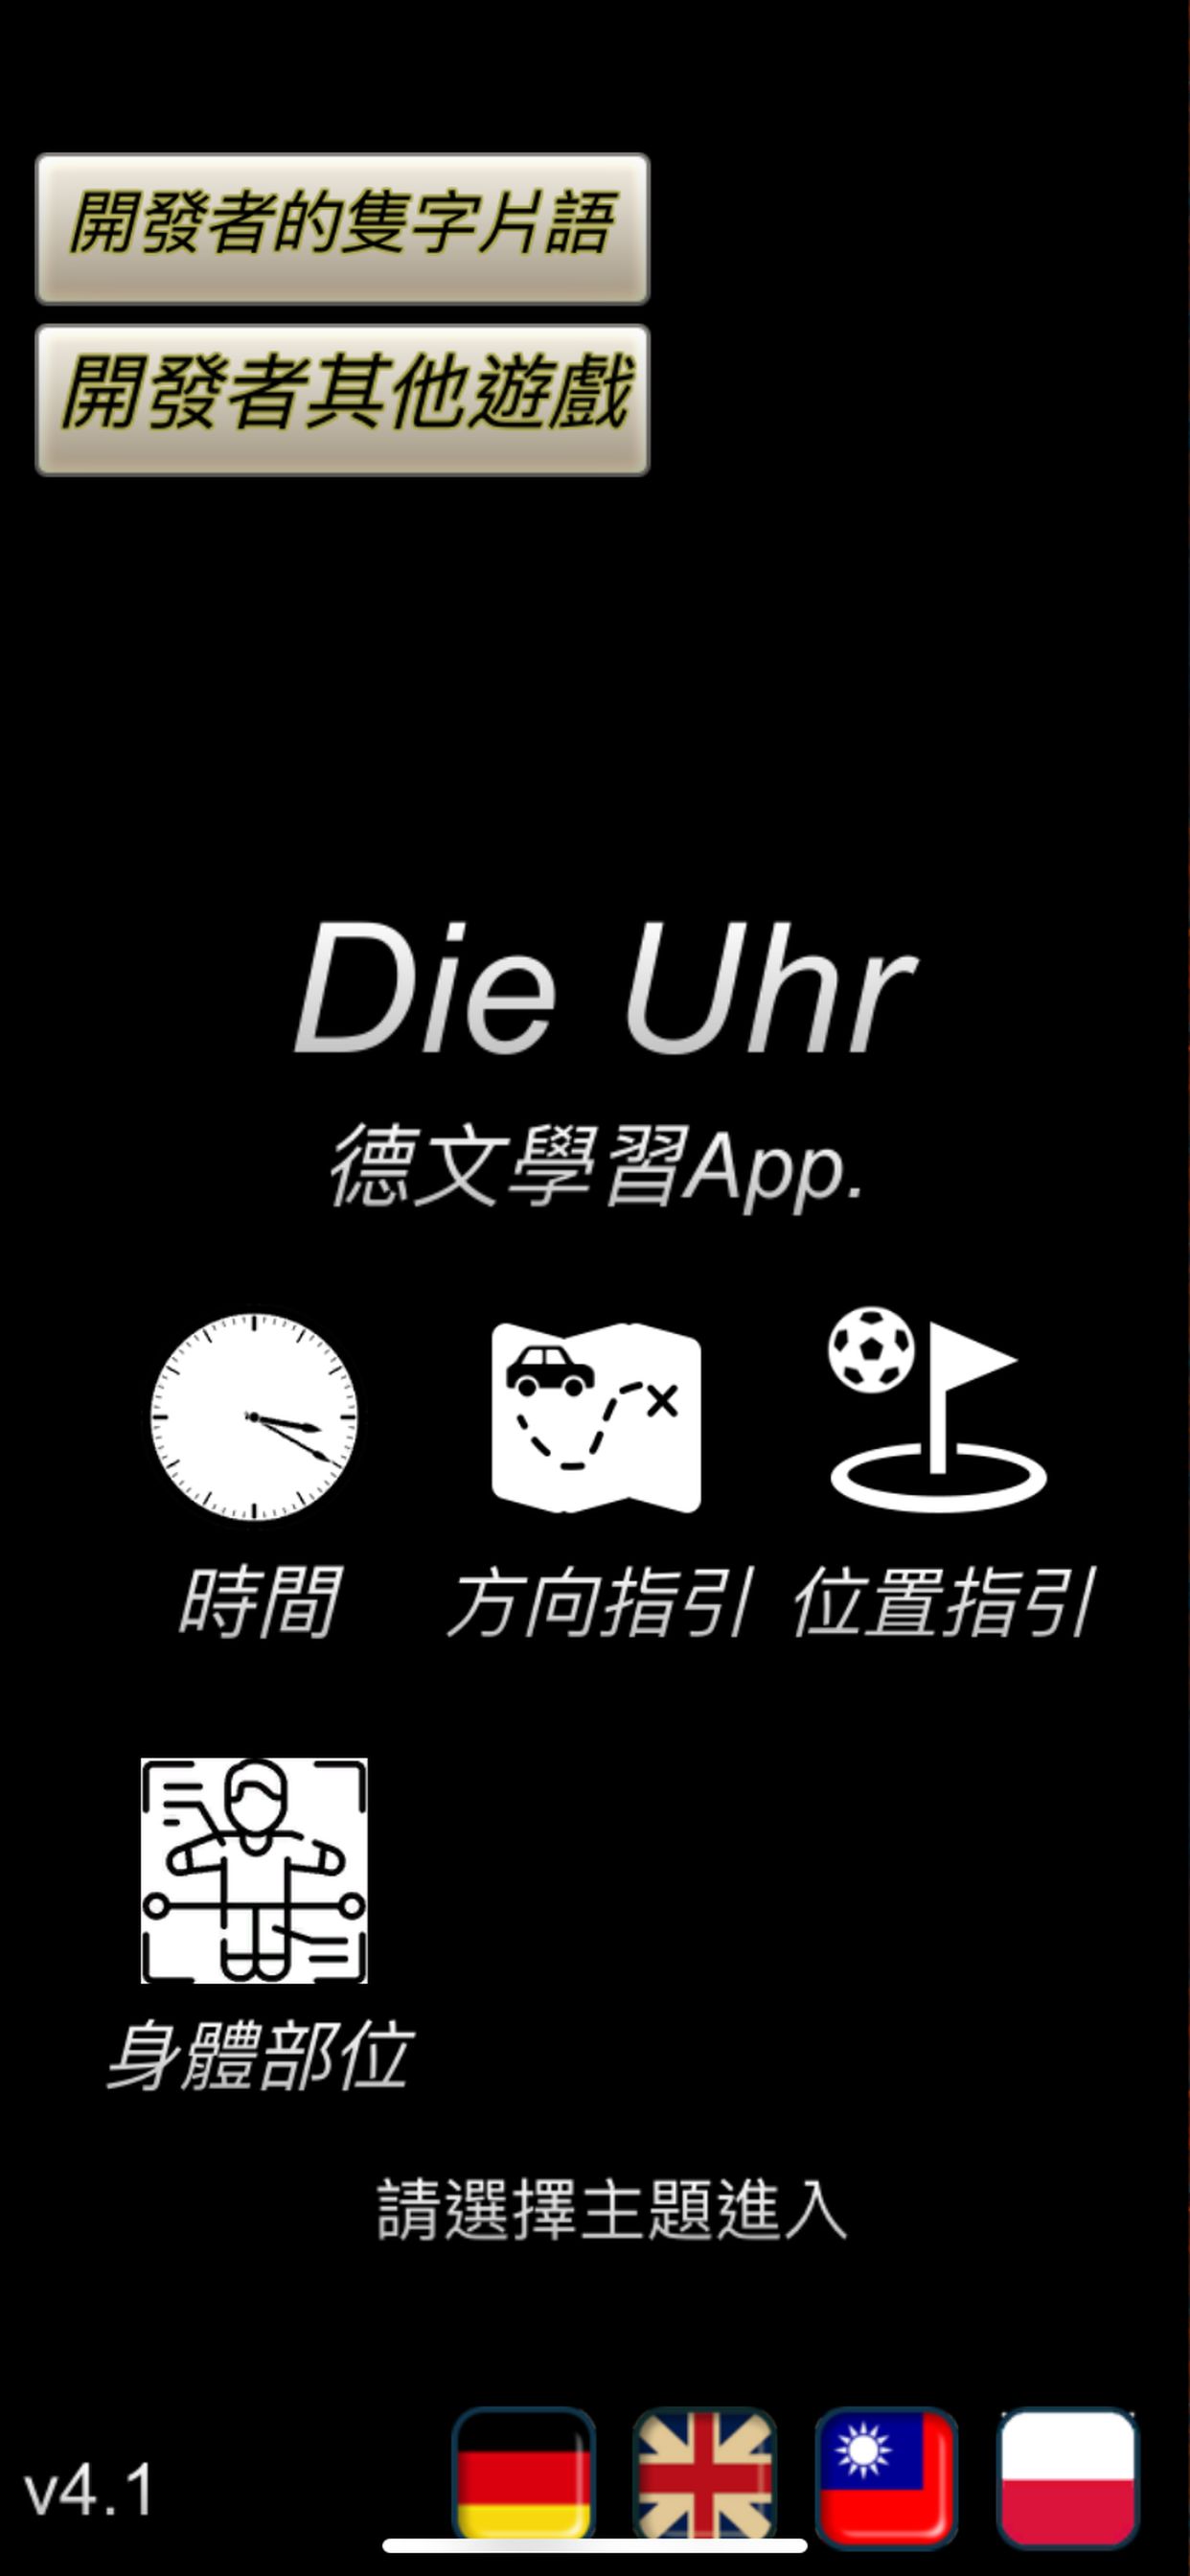 開發者的隻字片語
開發者其他遊戲
Die Uhr
德文學習App.
時間 方向指引 位置指引
身體部位
請選擇主題進入
v4.1